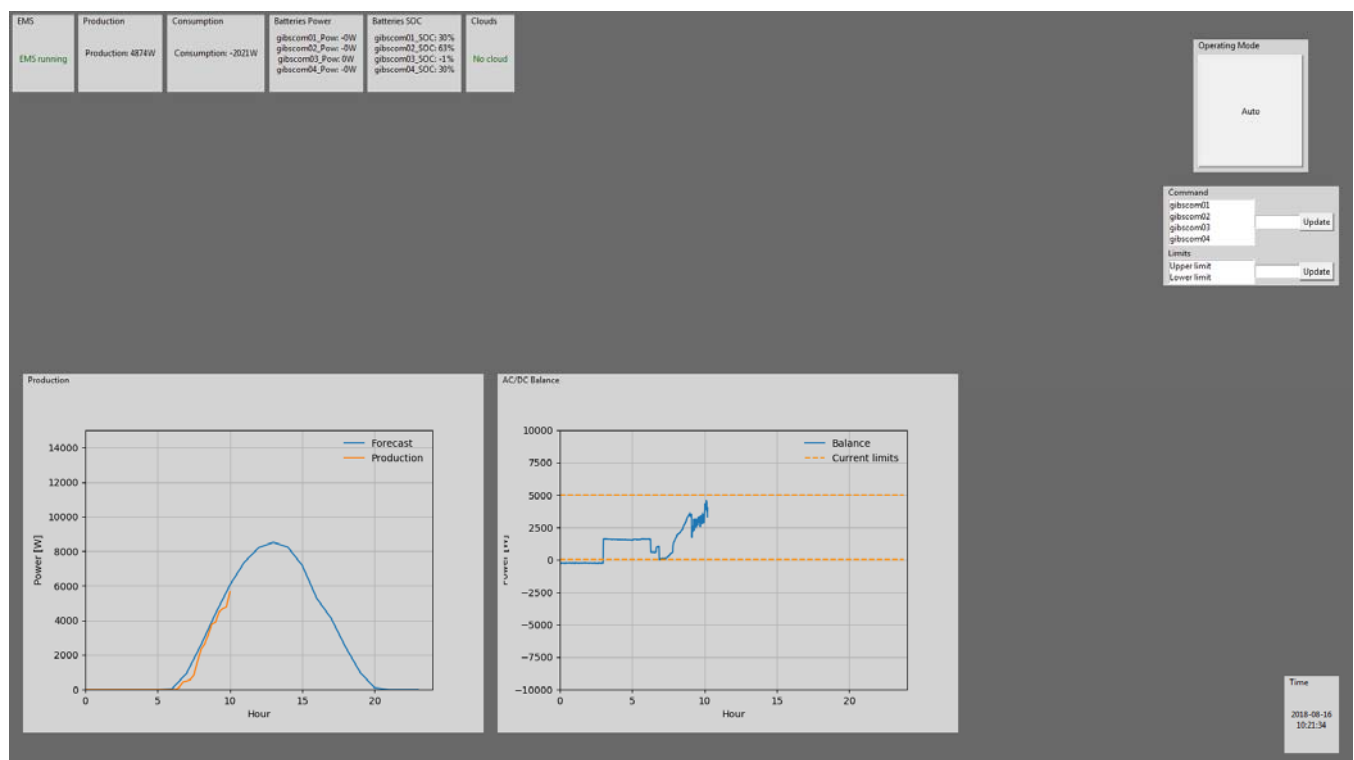 EMS
EMS running
Production
Production: 4874W
Consumption
Consumption: -2021W
Batteries Power
gibscom01_Pow: -0W
gibscom02_Pow: -0W
gibscom03_Pow: 0W
gibscom04_Pow: -0W
Batteries SOC
gibscom01_SOC: 30%
gibscom02_SOC: 63%
gibscom03_SOC: -1%
gibscom04_SOC: 30%
Clouds
No cloud
Operating Mode
Auto
Command
gibscom01
gibscom02
gibscom03
gibscom04
Update
Limits
Upper limit
Lower limit
Update
Production
Forecast
Production
14000
12000
10000
8000
6000
4000
2000
0
Power [W]
0 5 10 15 20
Hour
AC/DC Balance
Balance
Current limits
10000
7500
5000
2500
0
−2500
−5000
−7500
−10000
Power [W]
0 5 10 15 20
Hour
Time
2018-08-16
10:21:34